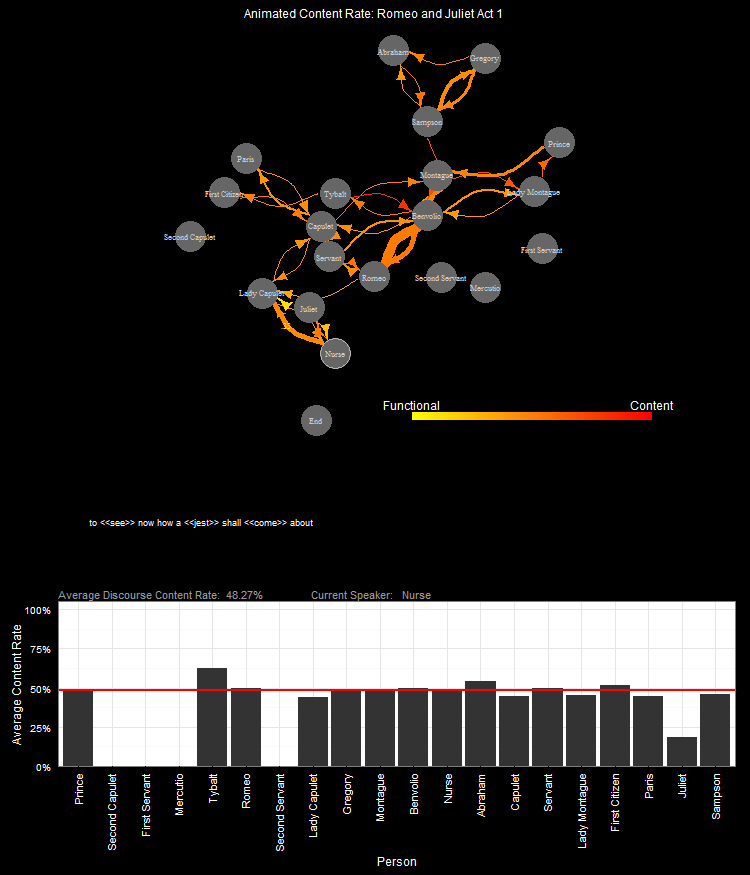 Animated Content Rate: Romeo and Juliet Act 1
Abraham
Gregory
Sampson
Prince
Paris
Montague
First Citizen
Tybalt
Lady Montague
Benvolio
Capulet
Second Capulet
First Servant
Servant
Romeo
Second Servant
Mercutio
Lady Capulet
Juliet
Nurse
Functional Content
End
to <<see>> now how a <<jest>> shall <<come>> about
Average Discourse Content Rate: 48.27% Current Speaker: Nurse
100%
75%
50%
25%
0%
Average Content Rate
Prince
Second Capulet
First Servant
Mercutio
Tybalt
Romeo
Second Servant
Lady Capulet
Gregory
Montague
Benvolio
Nurse
Abraham
Capulet
Servant
Lady Montague
First Citizen
Paris
Juliet
Sampson
Person